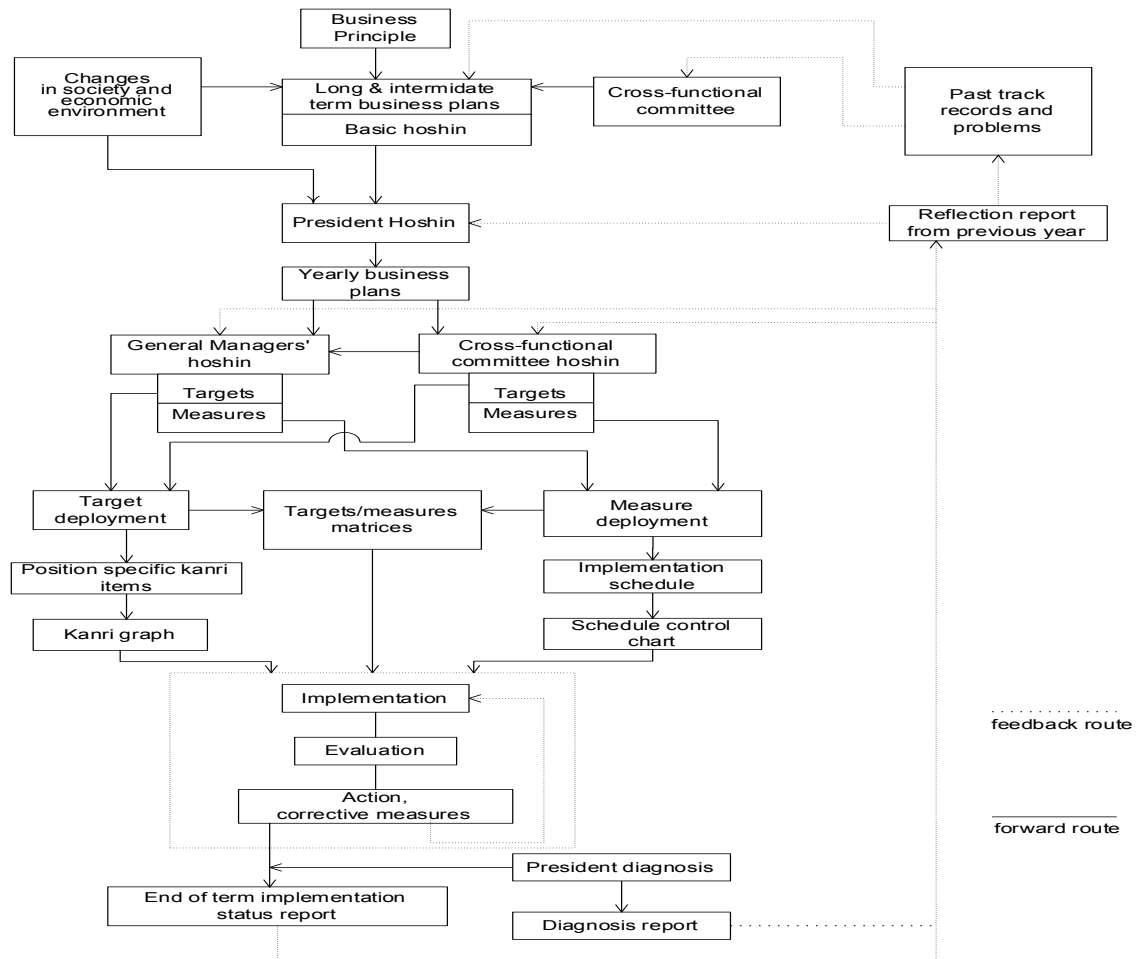 Business
Principle
Changes
in society and
economic
environment
Long & intermidate
term business plans
Basic hoshin
Cross-functional
committee
Past track
records and
problems
President Hoshin
Reflection report
from previous year
Yearly business
plans
General Managers'
hoshin
Cross-functional
committee hoshin
Targets
Measures
Targets
Measures
Target
deployment
Targets/measures
matrices
Measure
deployment
Position specific kanri
items
Implementation
schedule
Kanri graph
Schedule control
chart
Implementation
Evaluation
Action,
corrective measures
feedback route
forward route
President diagnosis
End of term implementation
status report
Diagnosis report